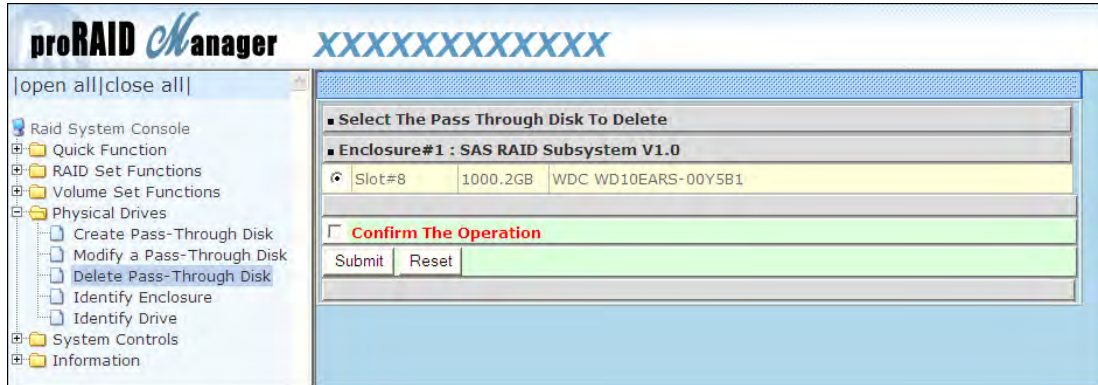 proRAID Manager XXXXXXXXXXXX
|open all|close all|
Raid System Console
Quick Function
RAID Set Functions
Volume Set Functions
Physical Drives
Create Pass-Through Disk
Modify a Pass-Through Disk
Delete Pass-Through Disk
Identify Enclosure
Identify Drive
System Controls
Information
▪ Select The Pass Through Disk To Delete
▪ Enclosure#1 : SAS RAID Subsystem V1.0
Slot#8 1000.2GB WDC WD10EARS-00Y5B1
Confirm The Operation
Submit Reset